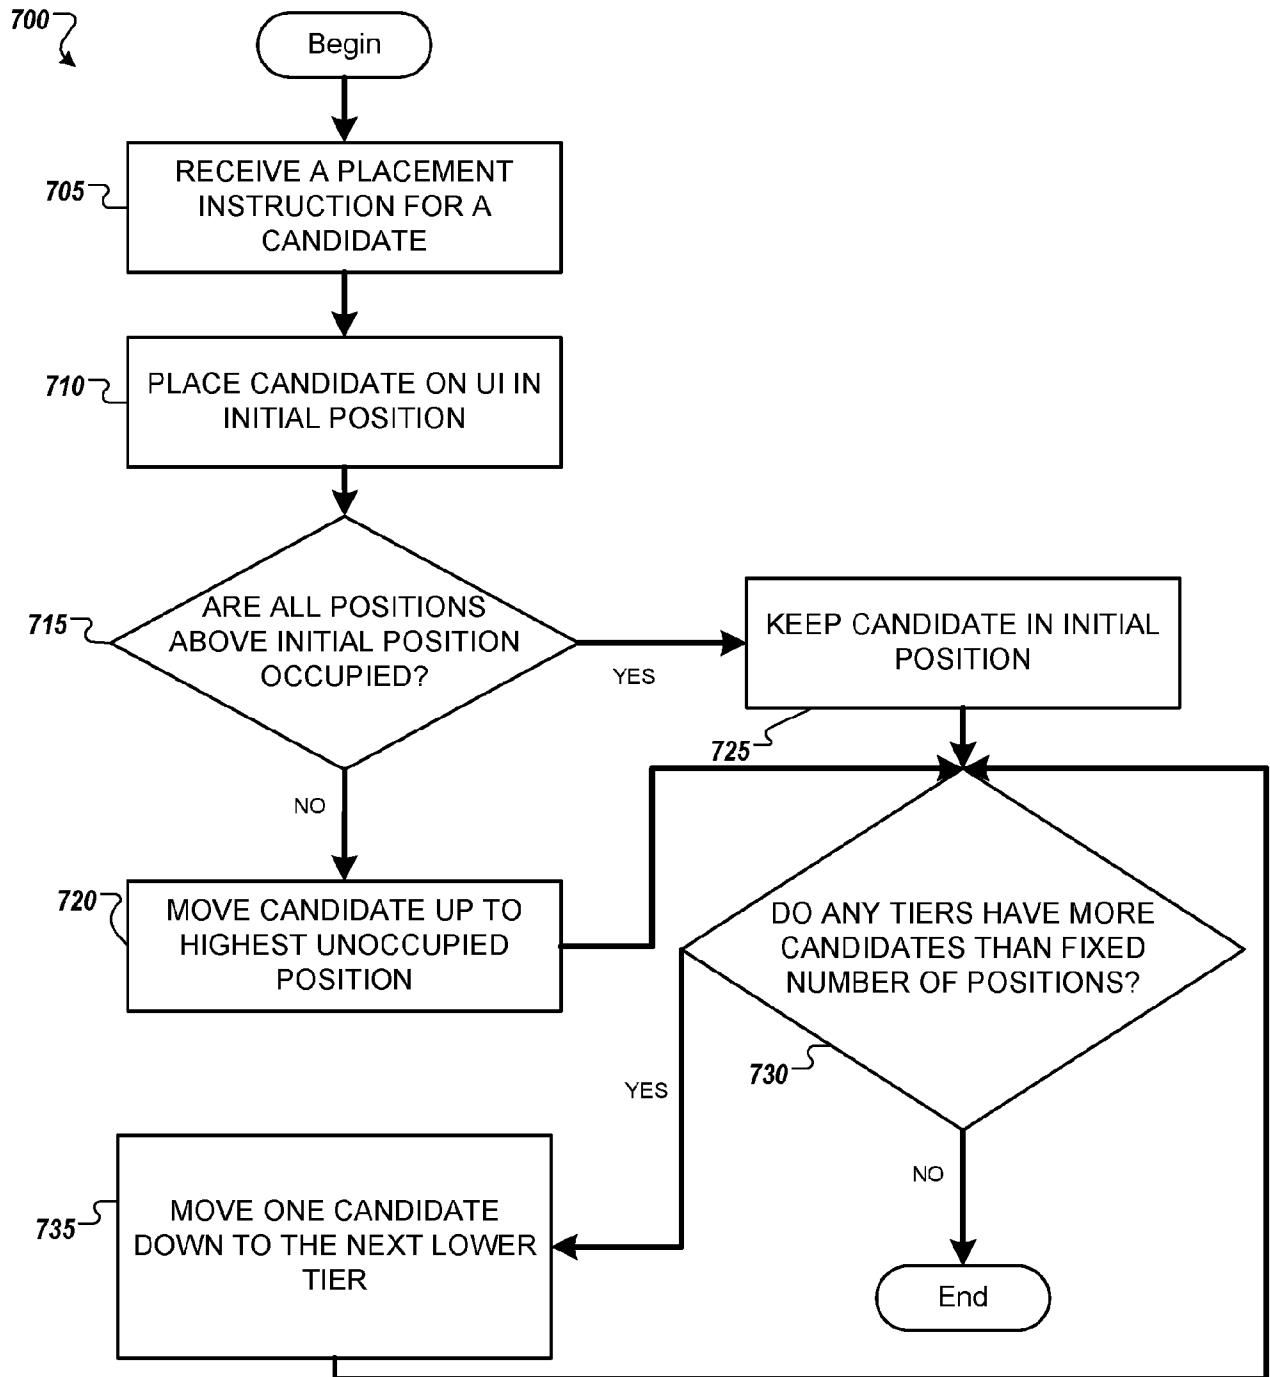 700
Begin
705
RECEIVE A PLACEMENT
INSTRUCTION FOR A
CANDIDATE
710
PLACE CANDIDATE ON UI IN
INITIAL POSITION
715
ARE ALL POSITIONS
ABOVE INITIAL POSITION
OCCUPIED?
YES
KEEP CANDIDATE IN INITIAL
POSITION
725
NO
720
MOVE CANDIDATE UP TO
HIGHEST UNOCCUPIED
POSITION
DO ANY TIERS HAVE MORE
CANDIDATES THAN FIXED
NUMBER OF POSITIONS?
730
YES
NO
735
MOVE ONE CANDIDATE
DOWN TO THE NEXT LOWER
TIER
End